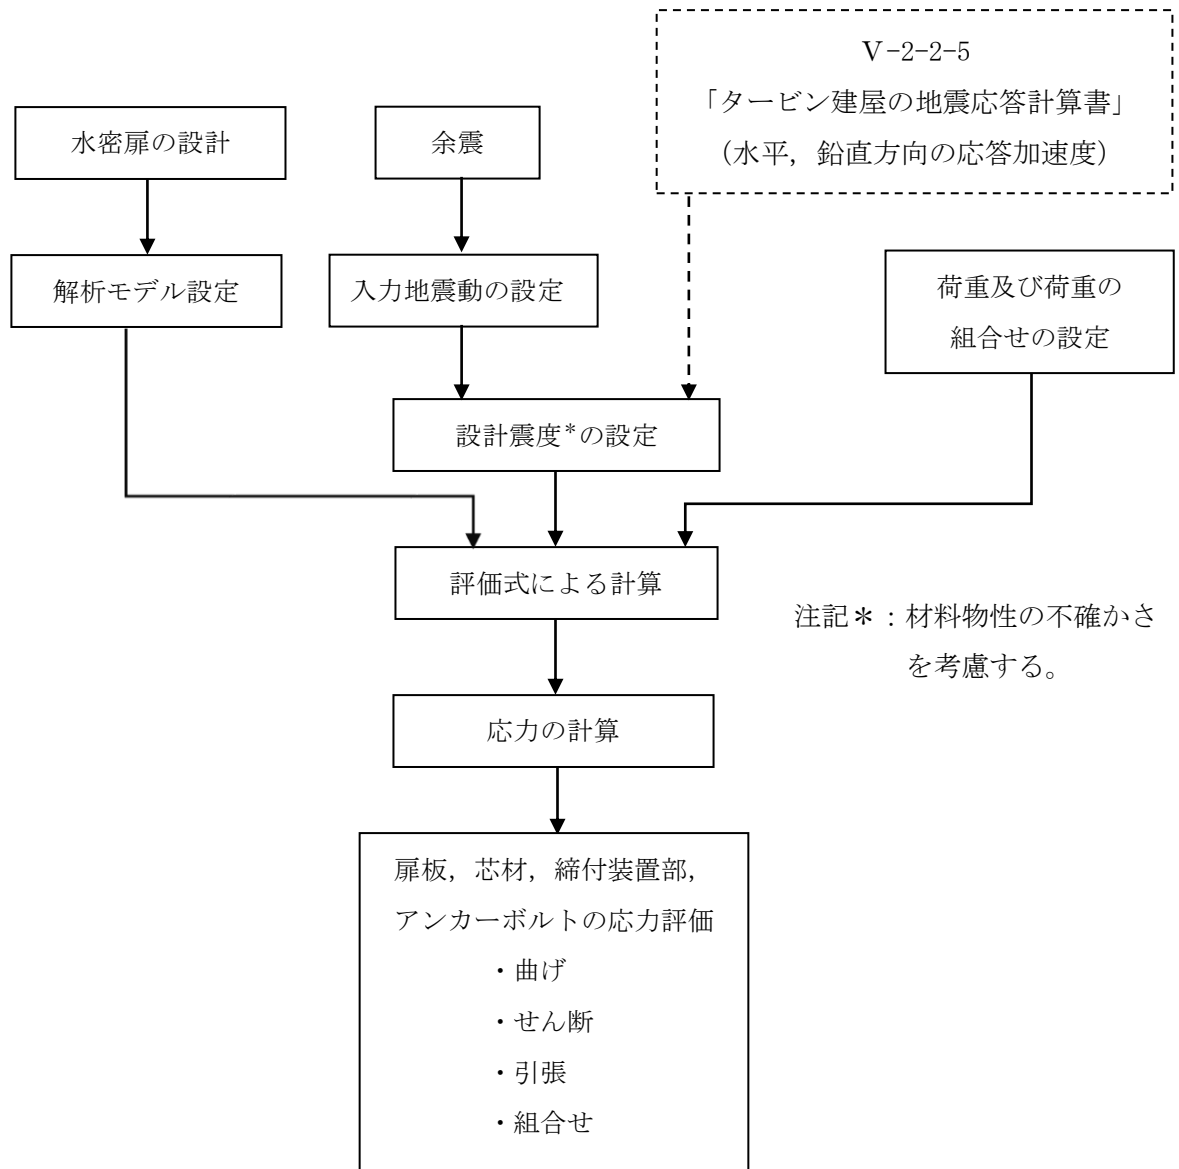 Ⅴ-2-2-5
「タービン建屋の地震応答計算書」
（水平，鉛直方向の応答加速度）
水密扉の設計
余震
解析モデル設定
入力地震動の設定
荷重及び荷重の
組合せの設定
設計震度*の設定
評価式による計算
注記＊：材料物性の不確かさ
を考慮する。
応力の計算
扉板，芯材，締付装置部，
アンカーボルトの応力評価
・曲げ
・せん断
・引張
・組合せ